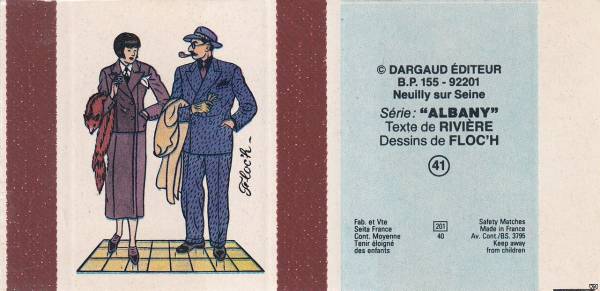 Floc'h
© DARGAUD ÉDITEUR
B.P. 155 - 92201
Neuilly sur Seine
Série: "ALBANY"
Texte de RIVIÈRE
Dessins de FLOC'H
41
Fab. et Vte
Seita France
Cont. Moyenne
Tenir éloigné
des enfants
201
40
Safety Matches
Made in France
Av. Cont./BS. 3795
Keep away
from children